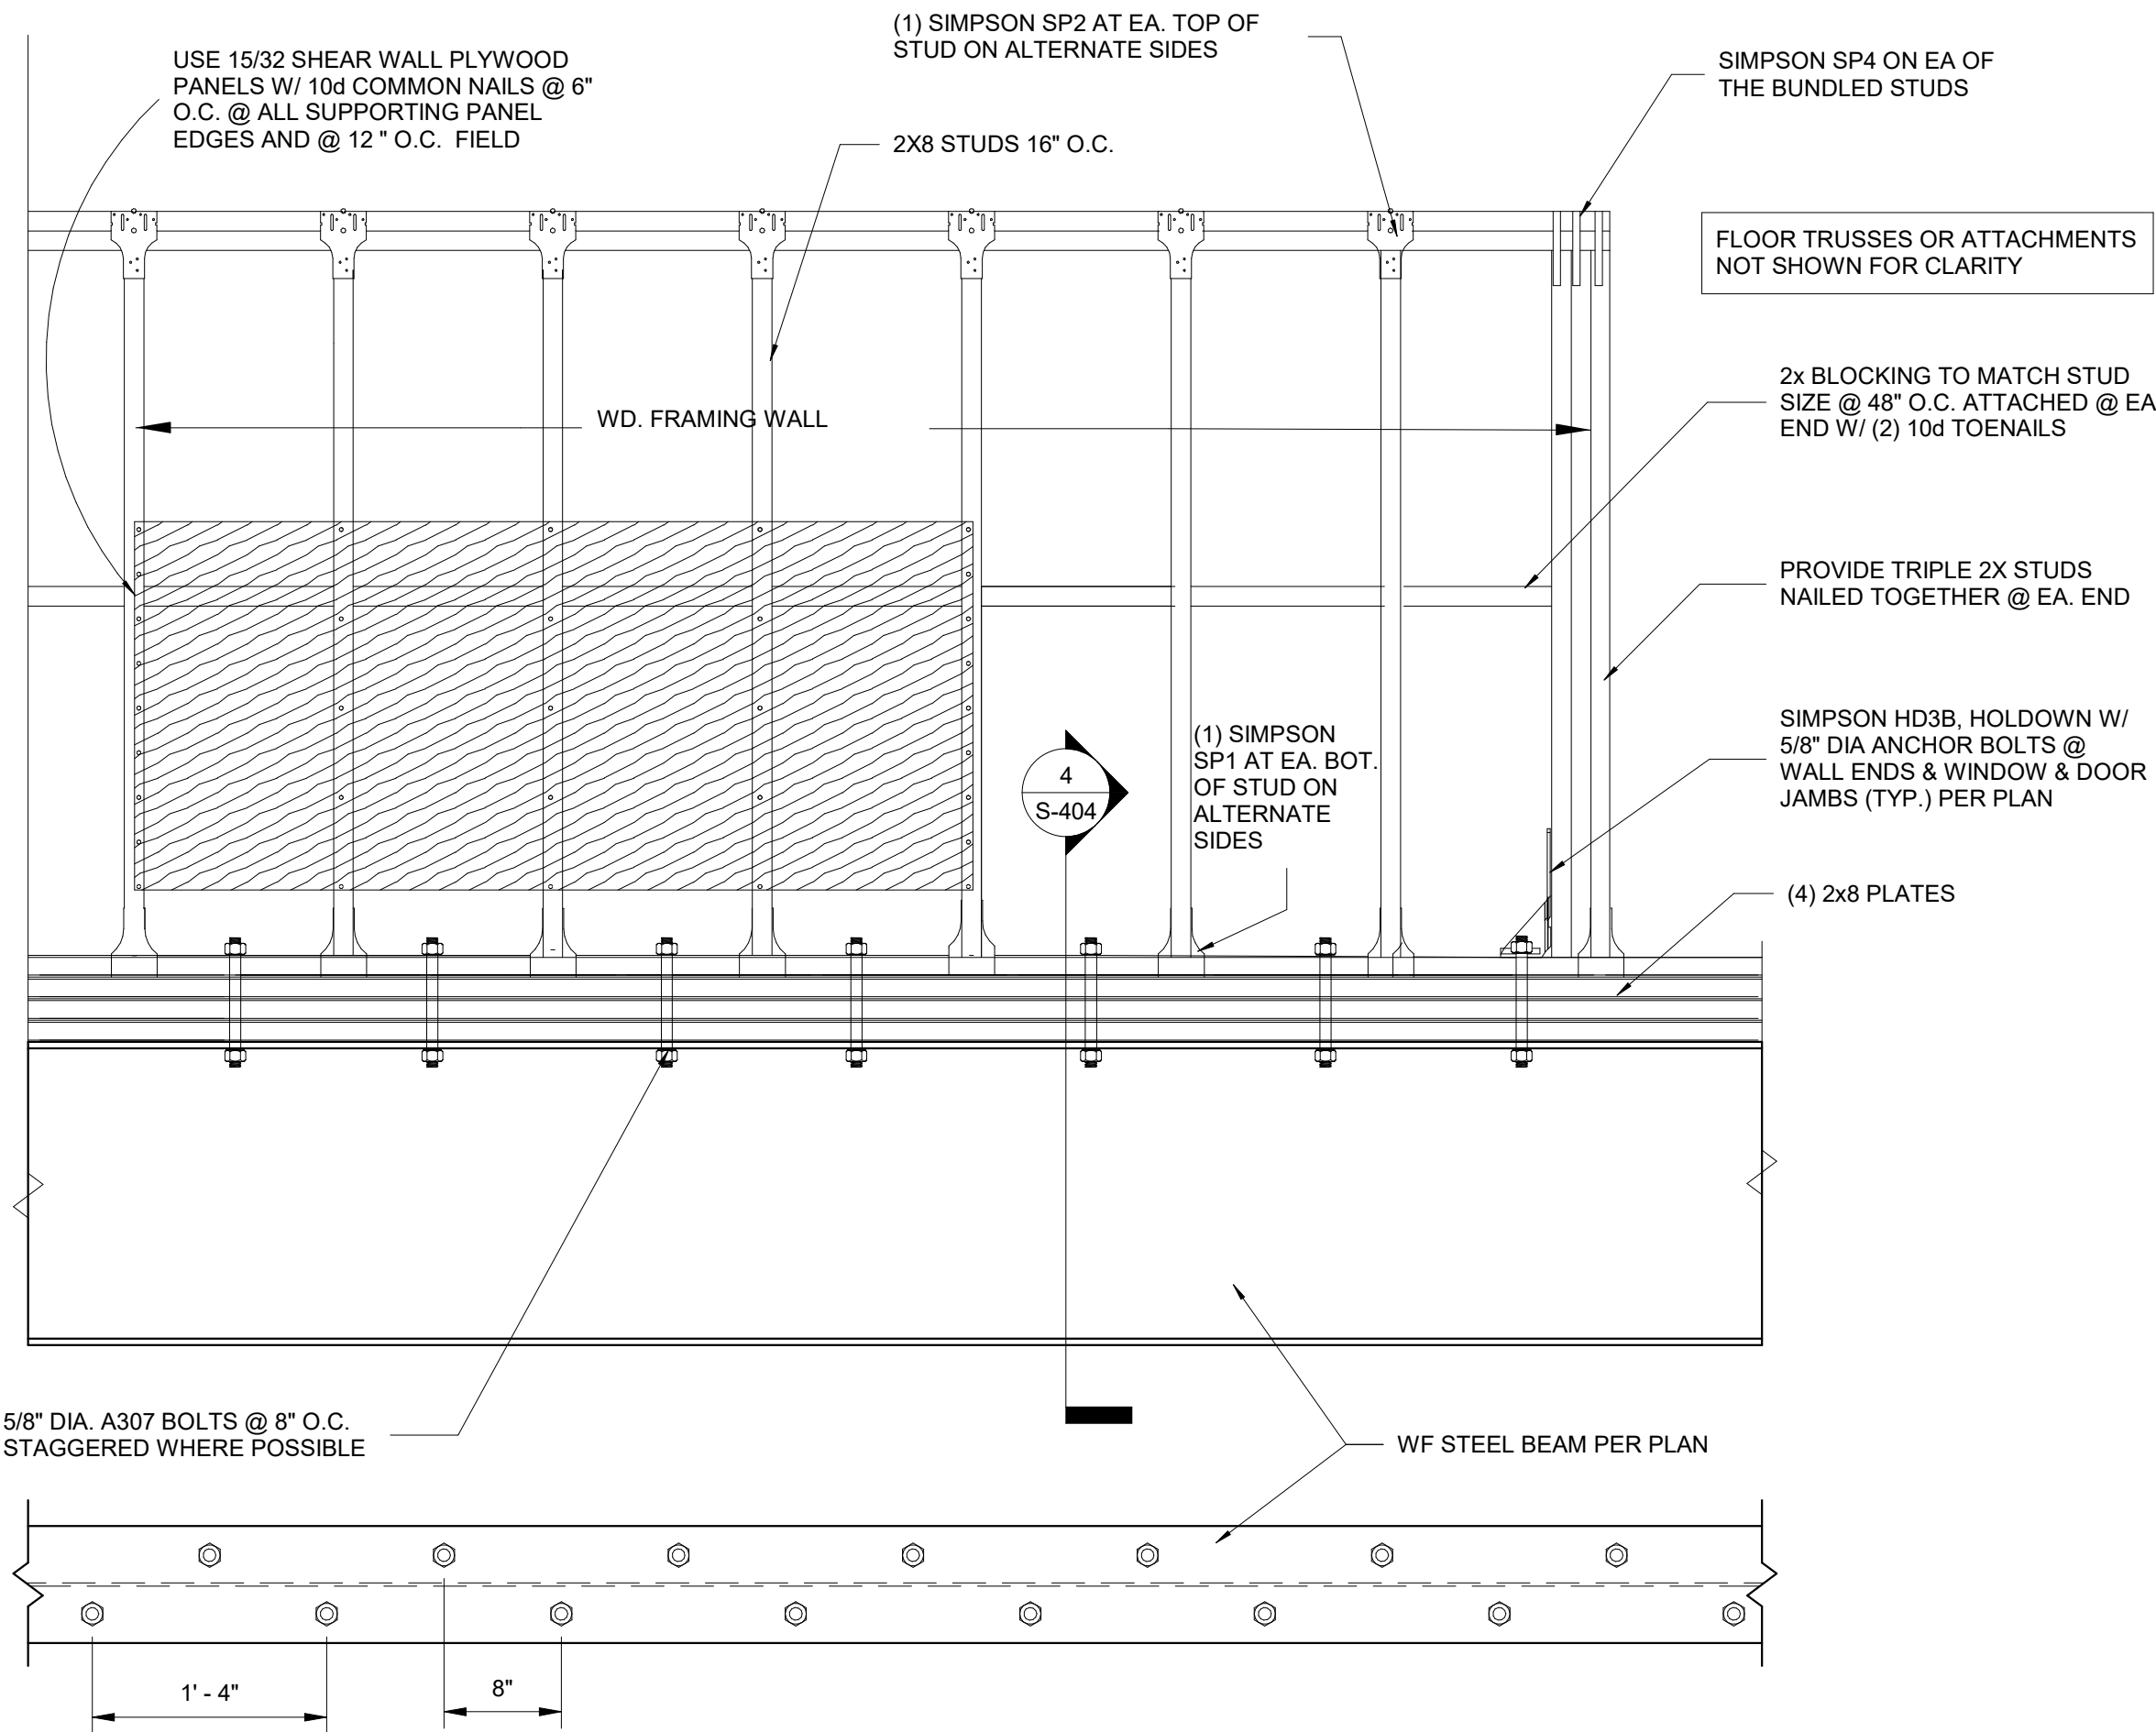 (1) SIMPSON SP2 AT EA. TOP OF
STUD ON ALTERNATE SIDES
USE 15/32 SHEAR WALL PLYWOOD
PANELS W/ 10d COMMON NAILS @ 6"
O.C. @ ALL SUPPORTING PANEL
EDGES AND @ 12 " O.C. FIELD
SIMPSON SP4 ON EA OF
THE BUNDLED STUDS
2X8 STUDS 16" O.C.
FLOOR TRUSSES OR ATTACHMENTS
NOT SHOWN FOR CLARITY
2x BLOCKING TO MATCH STUD
SIZE @ 48" O.C. ATTACHED @ EA
END W/ (2) 10d TOENAILS
WD. FRAMING WALL
PROVIDE TRIPLE 2X STUDS
NAILED TOGETHER @ EA. END
SIMPSON HD3B, HOLDOWN W/
5/8" DIA ANCHOR BOLTS @
WALL ENDS & WINDOW & DOOR
JAMBS (TYP.) PER PLAN
(1) SIMPSON
SP1 AT EA. BOT.
OF STUD ON
ALTERNATE
SIDES
4
S-404
(4) 2x8 PLATES
5/8" DIA. A307 BOLTS @ 8" O.C.
STAGGERED WHERE POSSIBLE
WF STEEL BEAM PER PLAN
1' - 4"
8"